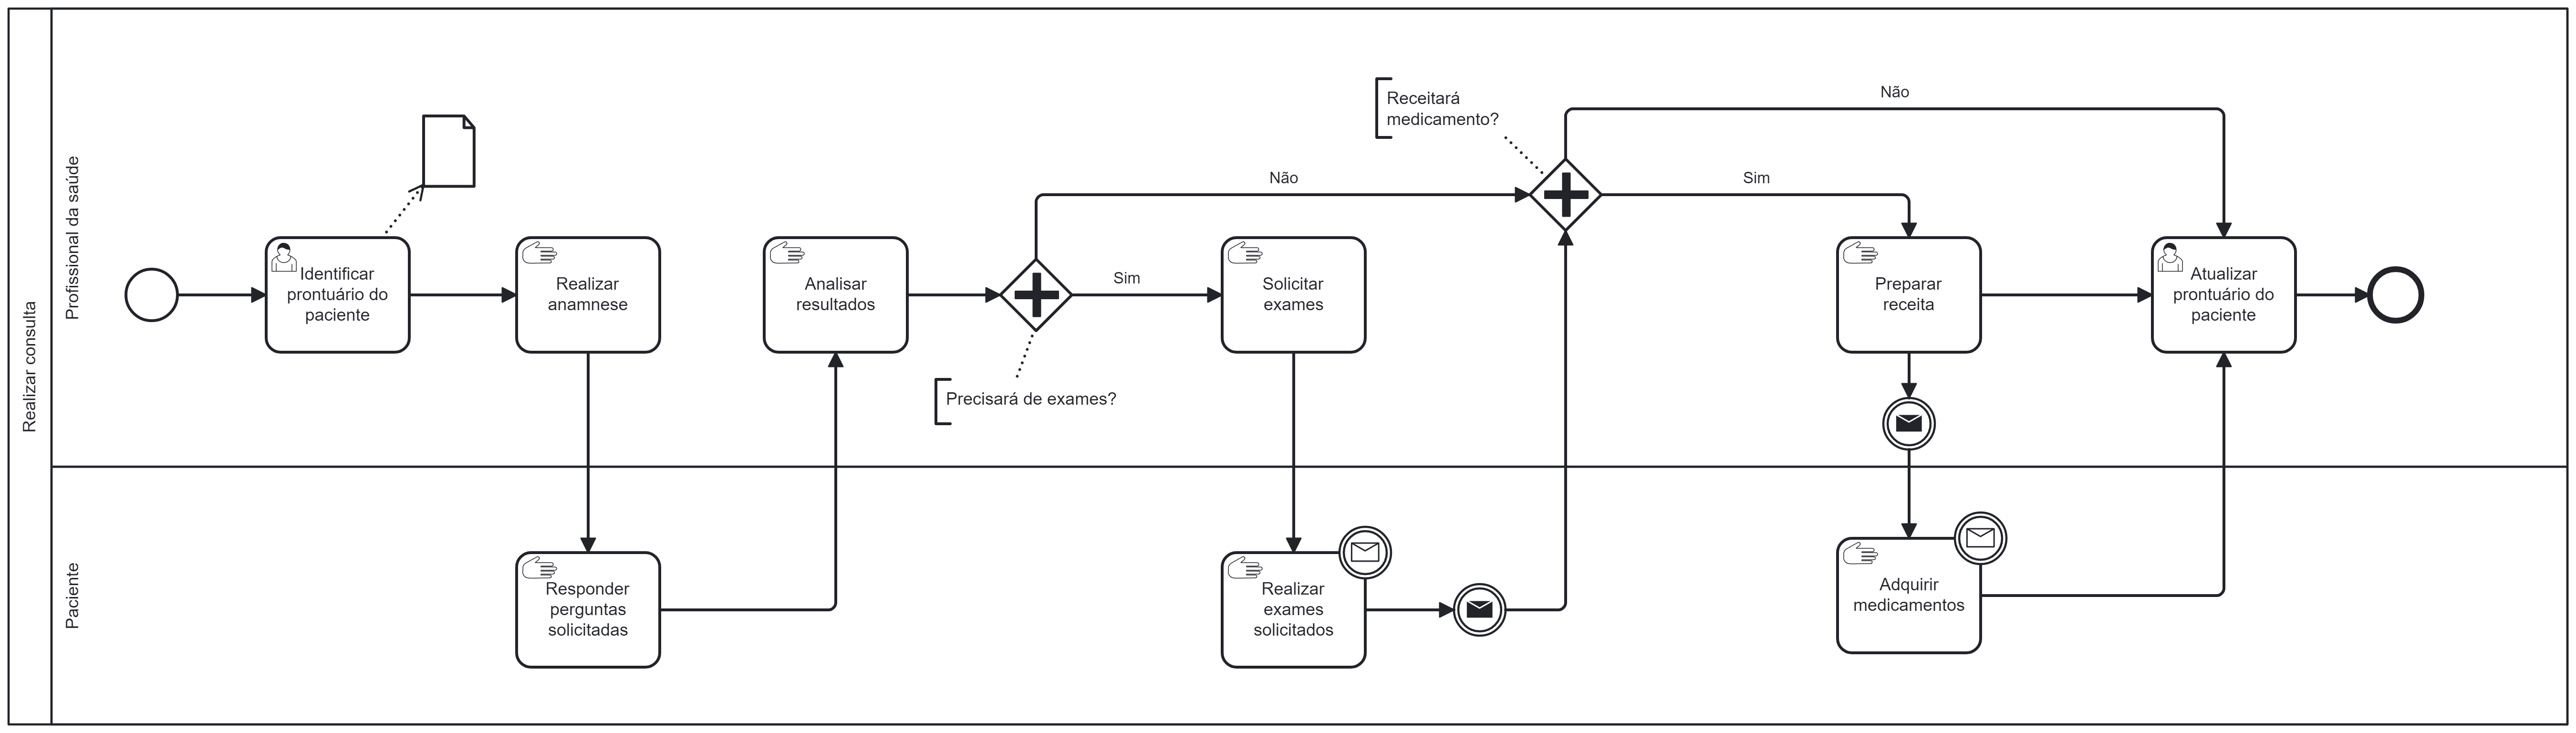 Realizar consulta
Profissional da saúde
Identificar
prontuário do
paciente
Realizar
anamnese
Analisar
resultados
Precisará de exames?
Não
Sim
Solicitar
exames
Receitará
medicamento?
Não
Sim
Preparar
receita
Atualizar
prontuário do
paciente
Paciente
Responder
perguntas
solicitadas
Realizar
exames
solicitados
Adquirir
medicamentos